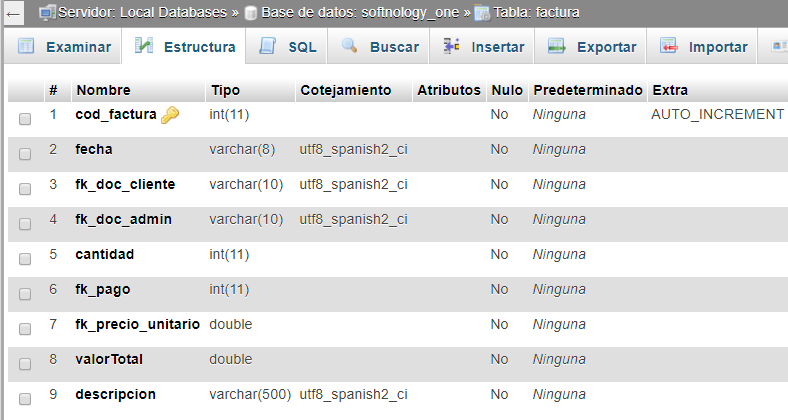 ← Servidor: Local Databases » Base de datos: softnology_one » Tabla: factura
Examinar Estructura SQL Buscar Insertar Exportar Importar
# Nombre Tipo Cotejamiento Atributos Nulo Predeterminado Extra
1 cod_factura int(11) No Ninguna AUTO_INCREMENT
2 fecha varchar(8) utf8_spanish2_ci No Ninguna
3 fk_doc_cliente varchar(10) utf8_spanish2_ci No Ninguna
4 fk_doc_admin varchar(10) utf8_spanish2_ci No Ninguna
5 cantidad int(11) No Ninguna
6 fk_pago int(11) No Ninguna
7 fk_precio_unitario double No Ninguna
8 valorTotal double No Ninguna
9 descripcion varchar(500) utf8_spanish2_ci No Ninguna